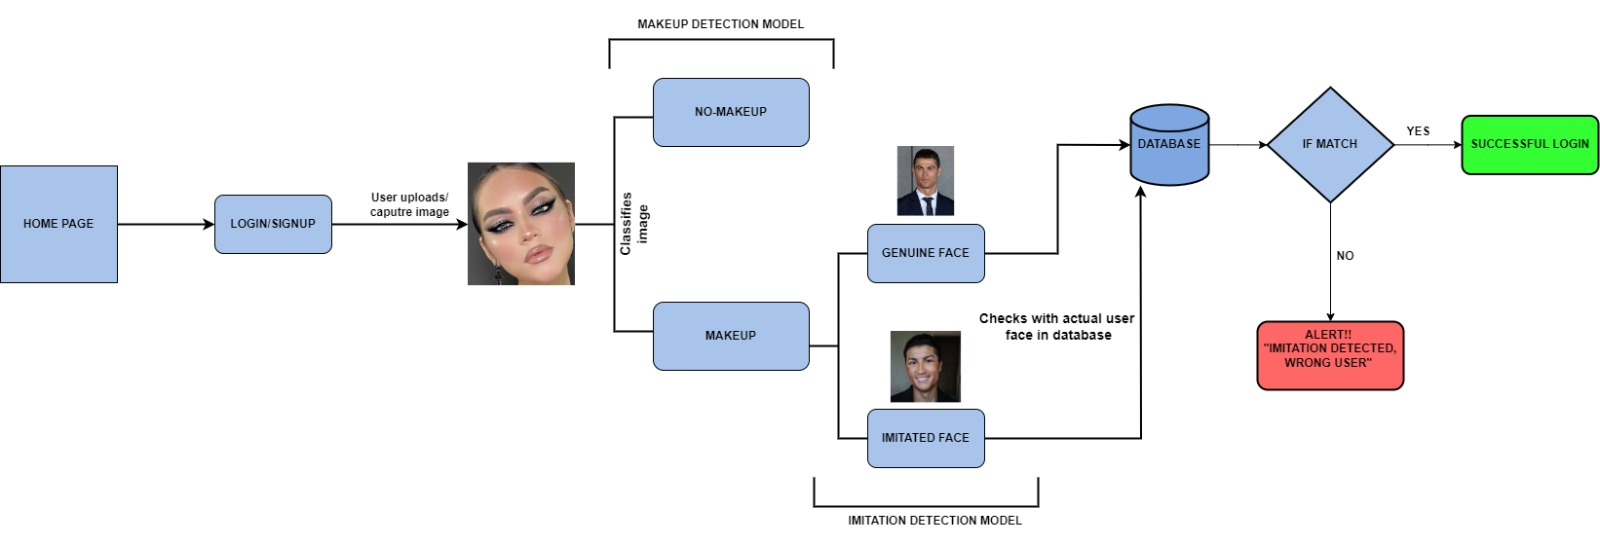 MAKEUP DETECTION MODEL
NO-MAKEUP
HOME PAGE
LOGIN/SIGNUP
User uploads/
caputre image
Classifies
image
MAKEUP
GENUINE FACE
IMITATED FACE
IMITATION DETECTION MODEL
Checks with actual user
face in database
DATABASE
IF MATCH
YES
SUCCESSFUL LOGIN
NO
ALERT!!
"IMITATION DETECTED,
WRONG USER"